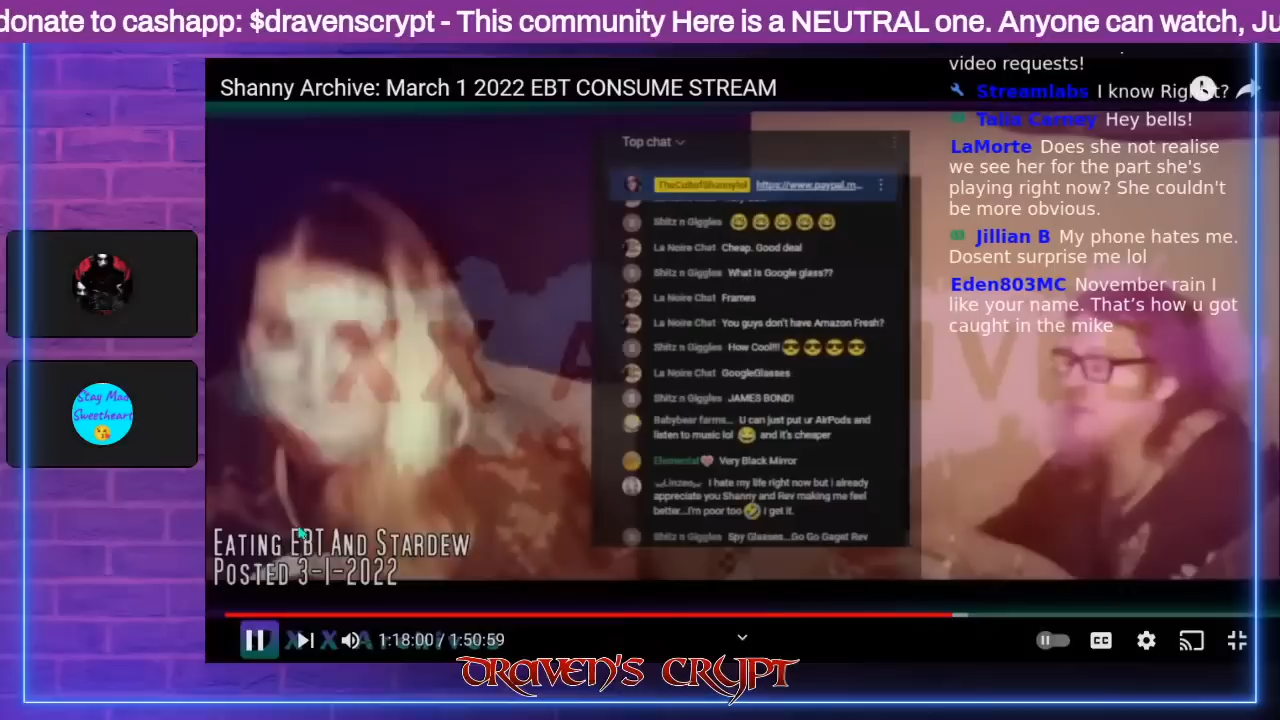 donate to cashapp: $dravenscrypt - This community Here is a NEUTRAL one. Anyone can watch, Ju
Shanny Archive: March 1 2022 EBT CONSUME STREAM
video requests!
Streamlabs I know Right?
Talia Carney Hey bells!
LaMorte Does she not realise
we see her for the part she's
playing right now? She couldn't
be more obvious.
Jillian B My phone hates me.
Dosent surprise me lol
Eden803MC November rain I
like your name. That’s how u got
caught in the mike
Top chat
TheCultofShannylol https://www.paypal.m...
Shitz n Giggles
La Noire Chat Cheap. Good deal
Shitz n Giggles What is Google glass??
La Noire Chat Frames
La Noire Chat You guys don't have Amazon Fresh?
Shitz n Giggles How Cool!!!
La Noire Chat GoogleGlasses
Shitz n Giggles JAMES BOND!
Babybear farms... U can just put ur AirPods and
listen to music lol 😂 and it's cheaper
Elemental Very Black Mirror
I hate my life right now but i already
appreciate you Shanny and Rev making me feel
better...I'm poor too 🤣 I get it.
Shitz n Giggles Spy Glasses...Go Go Gaget Rev
Stay Mad
Sweetheart
EATING EBT AND STARDEW
POSTED 3-1-2022
1:18:00 / 1:50:59
CC
DRAVEN'S CRYPT